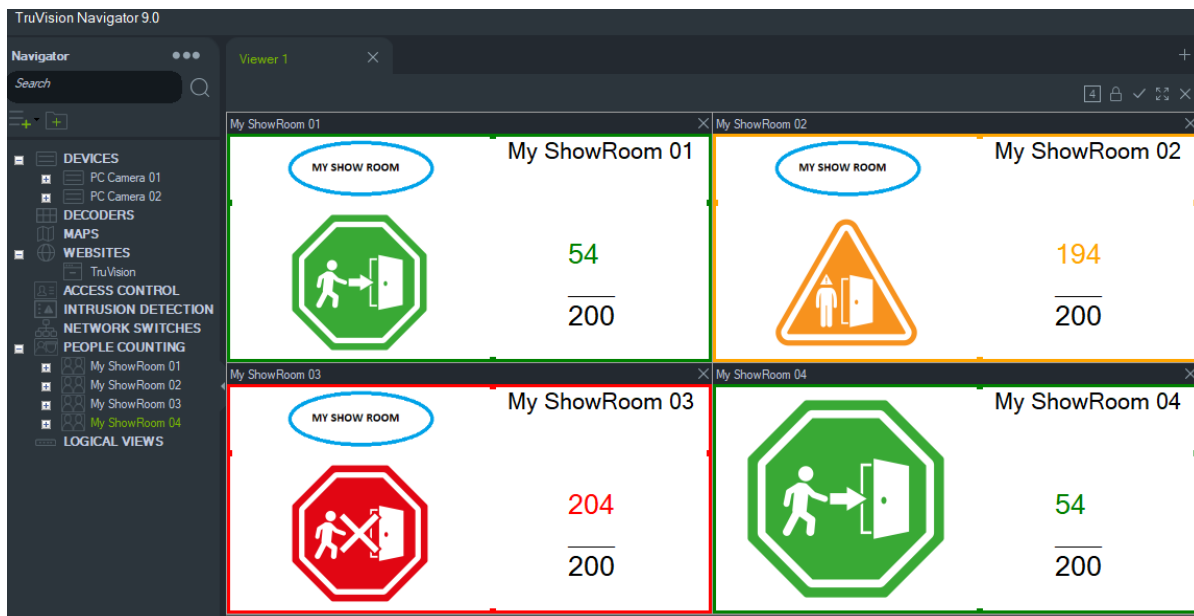 TruVision Navigator 9.0
Navigator
Viewer 1
Search
4
DEVICES
PC Camera 01
PC Camera 02
DECODERS
MAPS
WEBSITES
TruVision
ACCESS CONTROL
INTRUSION DETECTION
NETWORK SWITCHES
PEOPLE COUNTING
My ShowRoom 01
My ShowRoom 02
My ShowRoom 03
My ShowRoom 04
LOGICAL VIEWS
My ShowRoom 01
MY SHOW ROOM
My ShowRoom 01
54
200
My ShowRoom 02
MY SHOW ROOM
My ShowRoom 02
194
200
My ShowRoom 03
MY SHOW ROOM
My ShowRoom 03
204
200
My ShowRoom 04
My ShowRoom 04
54
200